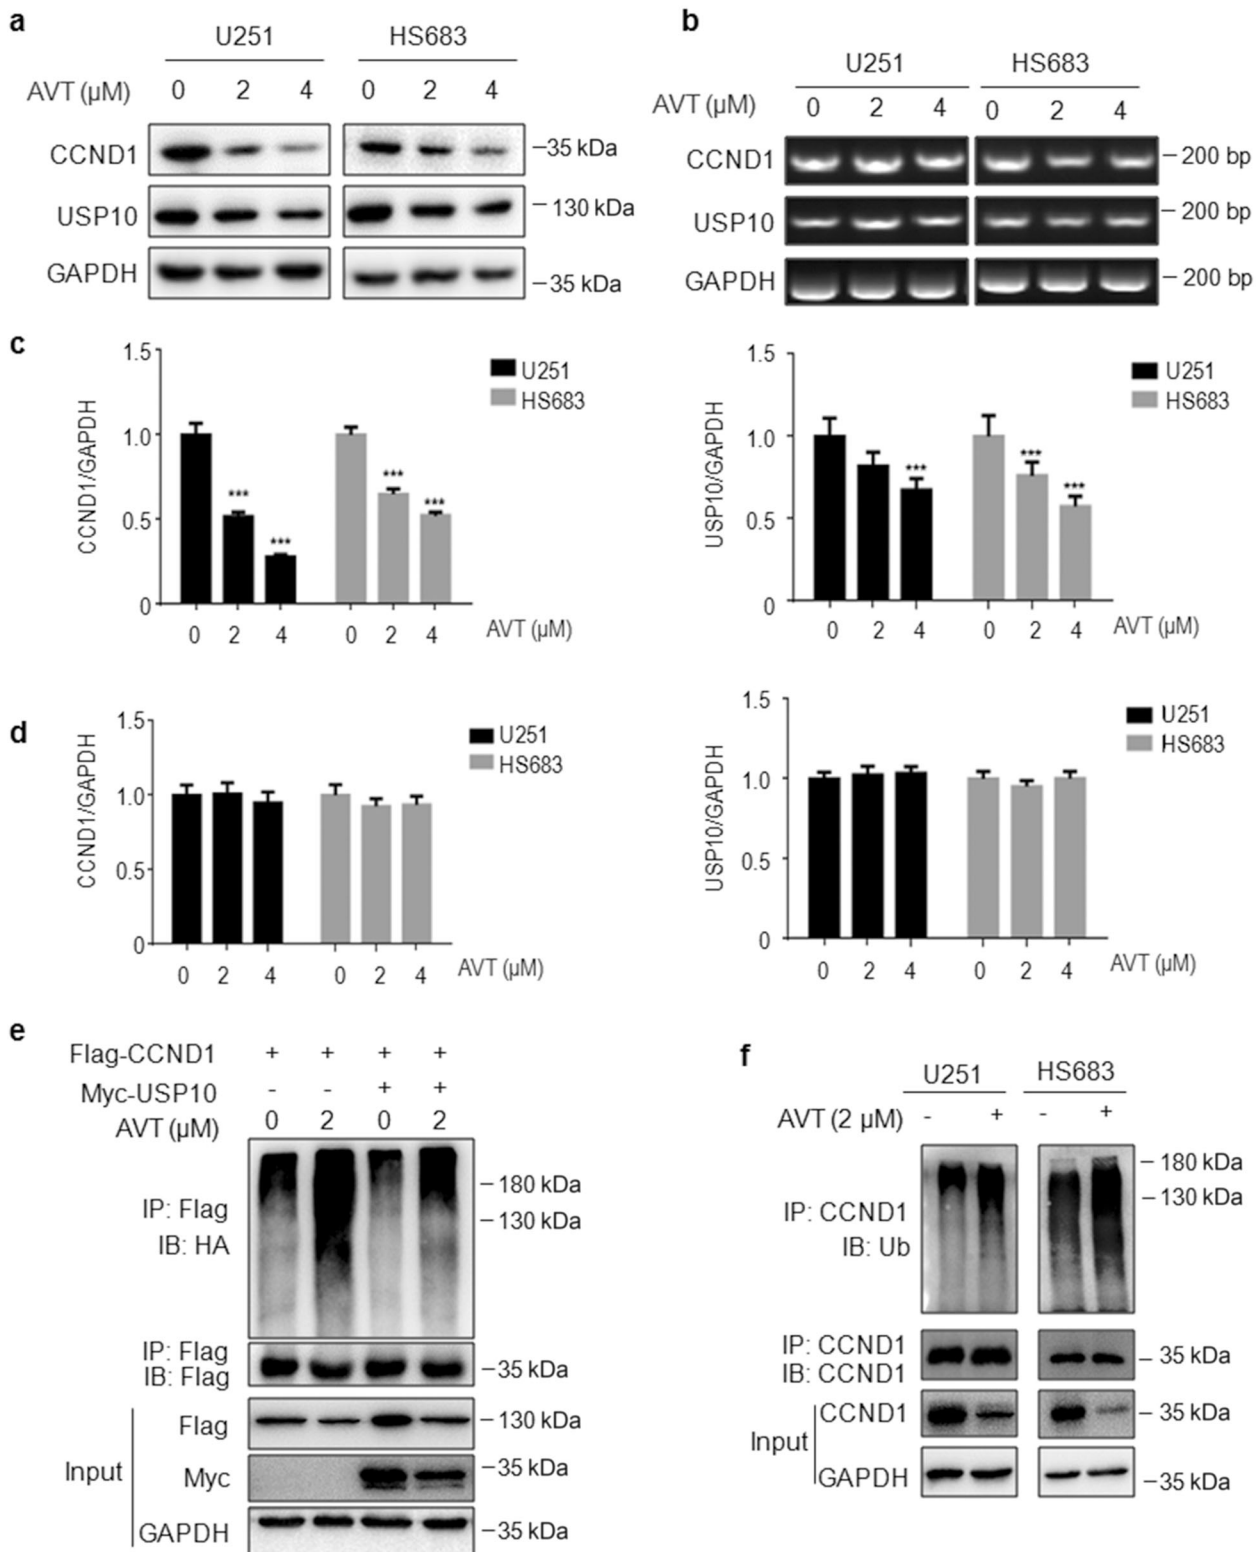 a
U251 HS683
AVT (µM) 0 2 4 0 2 4
CCND1 35 kDa
USP10 130 kDa
GAPDH 35 kDa
b
U251 HS683
AVT (µM) 0 2 4 0 2 4
CCND1 200 bp
USP10 200 bp
GAPDH 200 bp
c
CCND1/GAPDH
1.5
1.0
0.5
0
*** *** *** ***
U251
HS683
0 2 4 0 2 4 AVT (µM)
USP10/GAPDH
1.5
1.0
0.5
0
*** *** ***
U251
HS683
0 2 4 0 2 4 AVT (µM)
d
CCND1/GAPDH
1.5
1.0
0.5
0
U251
HS683
0 2 4 0 2 4 AVT (µM)
USP10/GAPDH
1.5
1.0
0.5
0
U251
HS683
0 2 4 0 2 4 AVT (µM)
e
Flag-CCND1 + + + +
Myc-USP10 - - + +
AVT (µM) 0 2 0 2
180 kDa
IP: Flag 130 kDa
IB: HA
IP: Flag
IB: Flag 35 kDa
Input
Flag 130 kDa
Myc 35 kDa
GAPDH 35 kDa
f
U251 HS683
AVT (2 µM) - + - +
180 kDa
130 kDa
IP: CCND1
IB: Ub
IP: CCND1
IB: CCND1 35 kDa
Input
CCND1 35 kDa
GAPDH 35 kDa